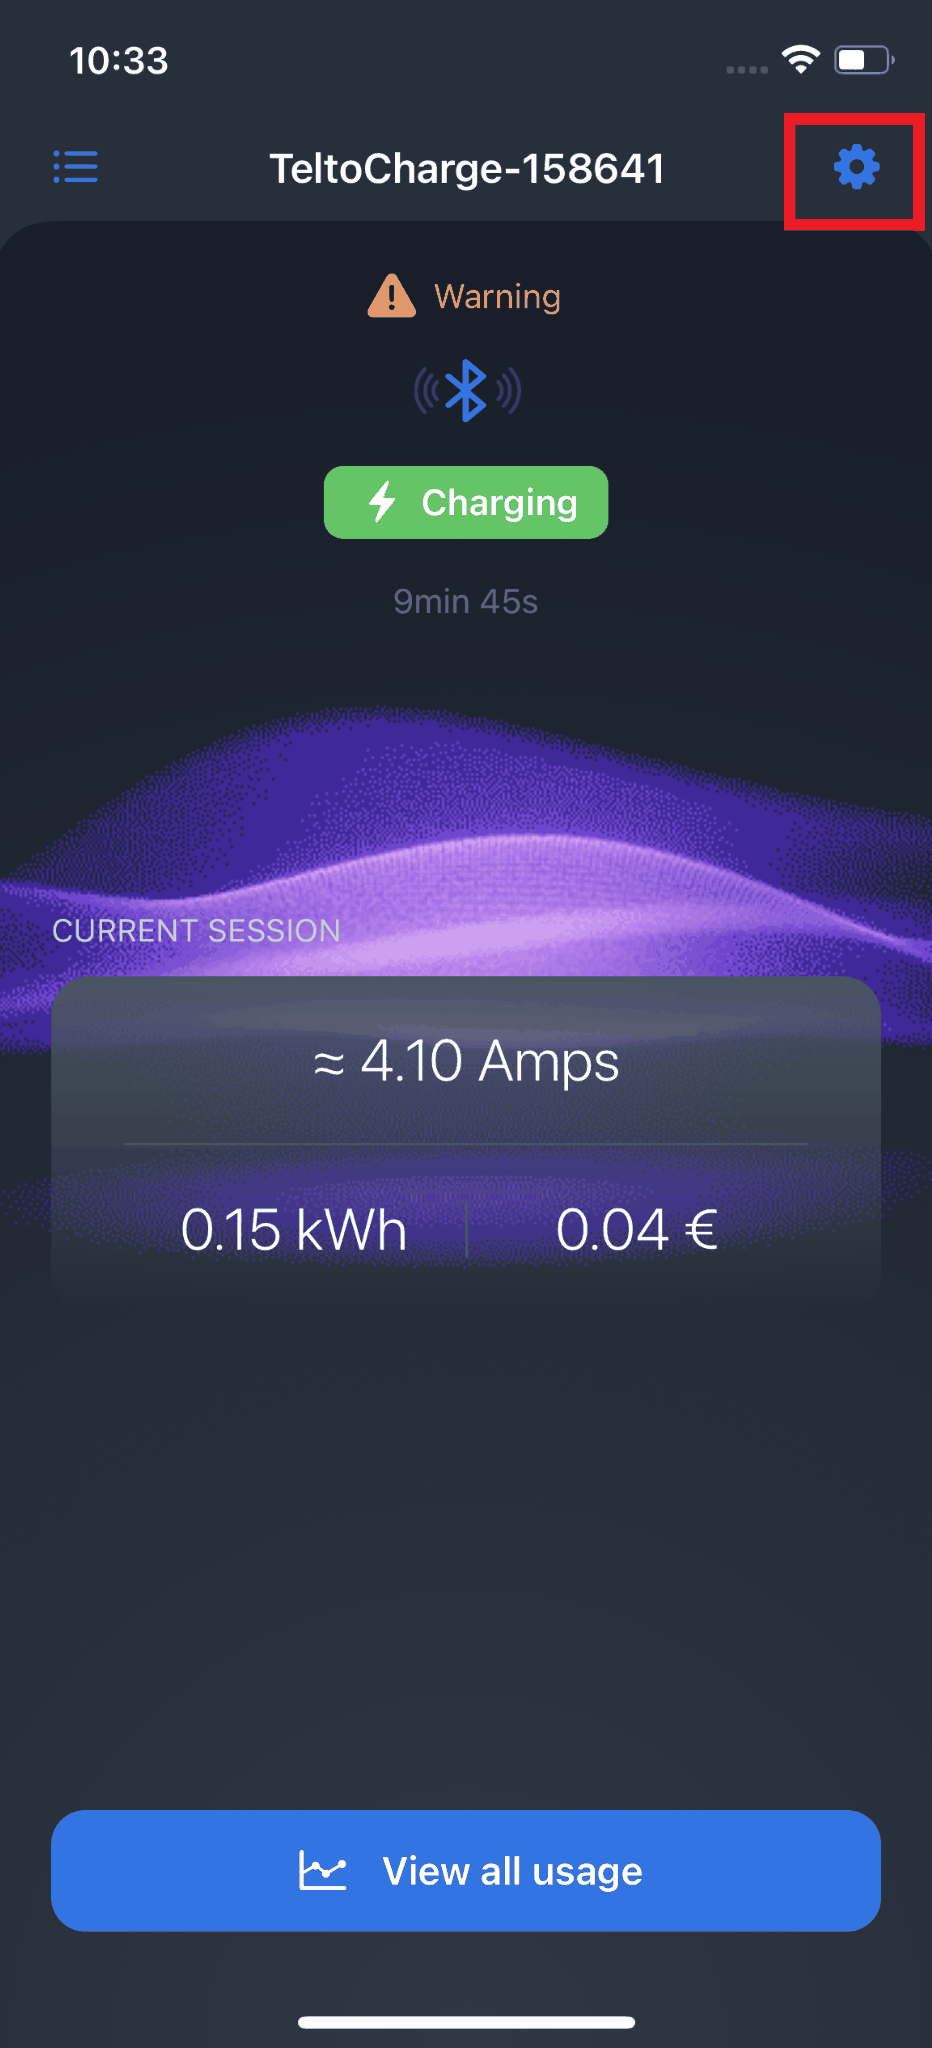 10:33
TeltoCharge-158641
Warning
Charging
9min 45s
CURRENT SESSION
≈ 4.10 Amps
0.15 kWh
0.04 €
View all usage